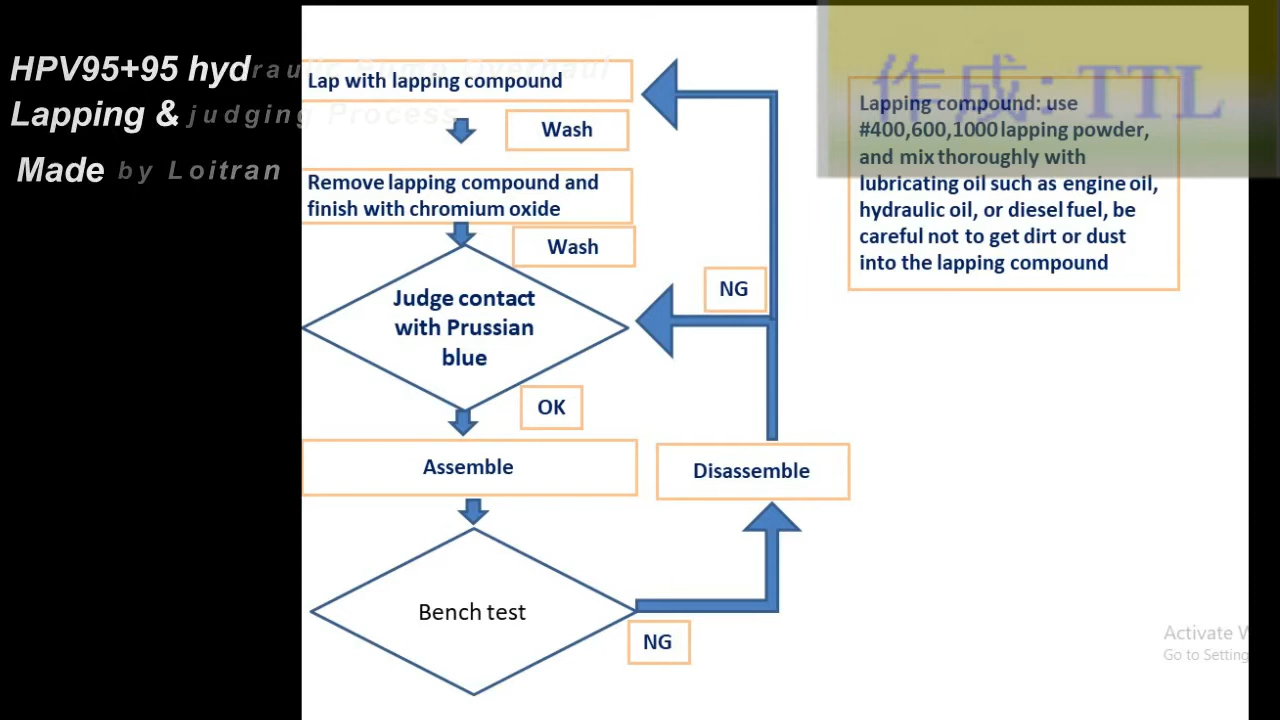 HPV95+95 hydraulic Pump Overhaul
Lapping & judging Process
Made by Loitran
作成: TTL
Lap with lapping compound
Wash
Remove lapping compound and
finish with chromium oxide
Wash
Judge contact
with Prussian
blue
NG
OK
Assemble
Disassemble
Bench test
NG
Lapping compound: use
#400,600,1000 lapping powder,
and mix thoroughly with
lubricating oil such as engine oil,
hydraulic oil, or diesel fuel, be
careful not to get dirt or dust
into the lapping compound
Activate W
Go to Setting